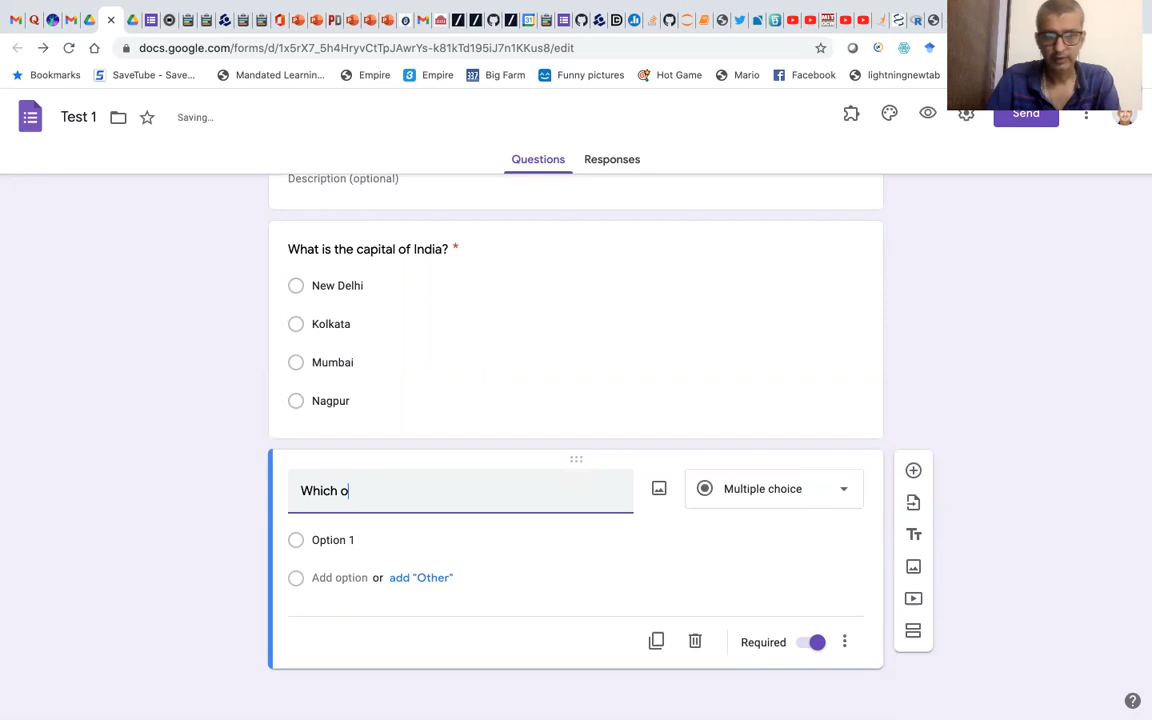 docs.google.com/forms/d/1x5rX7_5h4HryvCtTpJAwrYs-k81kTd195iJ7n1KKus8/edit
Bookmarks
SaveTube - Save...
Mandated Learnin...
Empire
Empire
Big Farm
Funny pictures
Hot Game
Mario
Facebook
lightningnewtab
Test 1
Saving...
Send
Questions
Responses
Description (optional)
What is the capital of India? *
New Delhi
Kolkata
Mumbai
Nagpur
Which o
Multiple choice
Option 1
Add option or add "Other"
Required